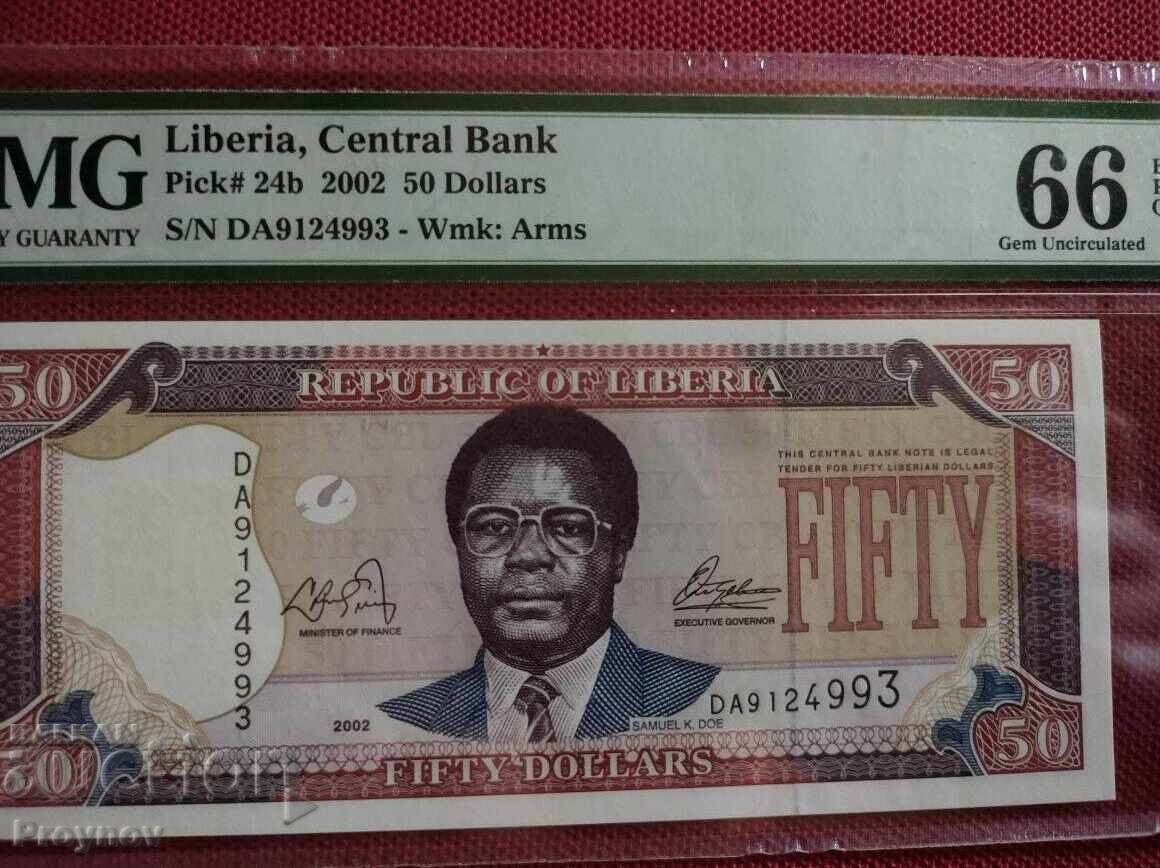 MG
Y GUARANTY
Liberia, Central Bank
Pick# 24b 2002 50 Dollars
S/N DA9124993 - Wmk: Arms
66
Gem Uncirculated
50
REPUBLIC OF LIBERIA
50
DA9124993
THIS CENTRAL BANK NOTE IS LEGAL
TENDER FOR FIFTY LIBERIAN DOLLARS
FIFTY
MINISTER OF FINANCE
EXECUTIVE GOVERNOR
DA9124993
2002
SAMUEL K. DOE
50
FIFTY DOLLARS
50
Proynov